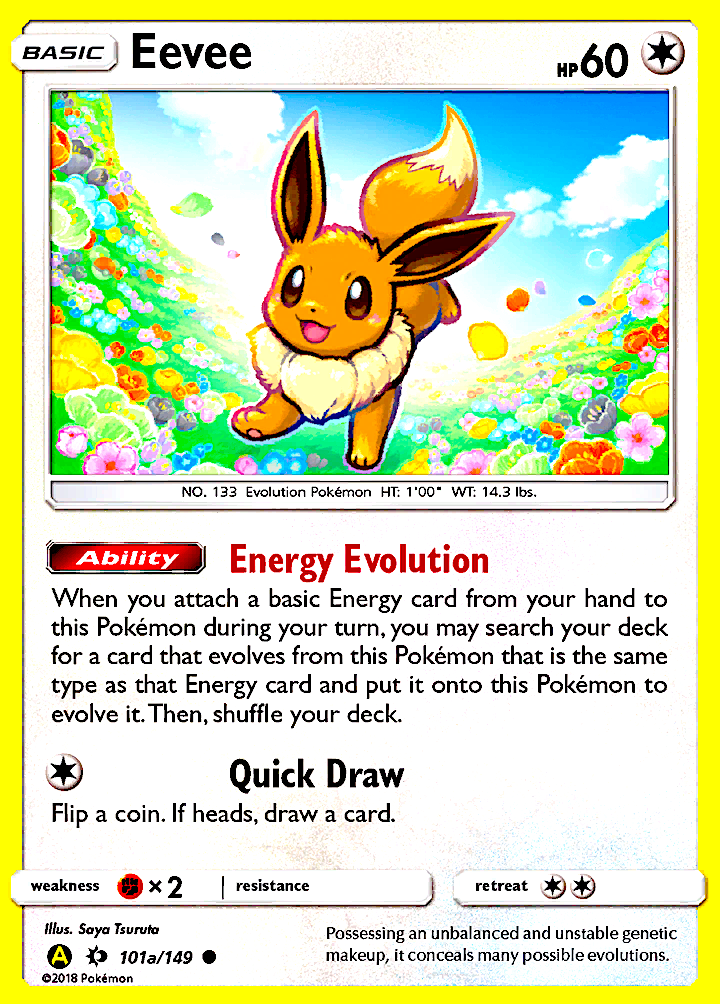 BASIC Eevee HP 60
NO. 133 Evolution Pokémon HT: 1'00" WT: 14.3 lbs.
Ability Energy Evolution
When you attach a basic Energy card from your hand to
this Pokémon during your turn, you may search your deck
for a card that evolves from this Pokémon that is the same
type as that Energy card and put it onto this Pokémon to
evolve it. Then, shuffle your deck.
Quick Draw
Flip a coin. If heads, draw a card.
weakness ×2 resistance retreat
Illus. Saya Tsuruta
Possessing an unbalanced and unstable genetic
makeup, it conceals many possible evolutions.
A 101a/149
©2018 Pokémon